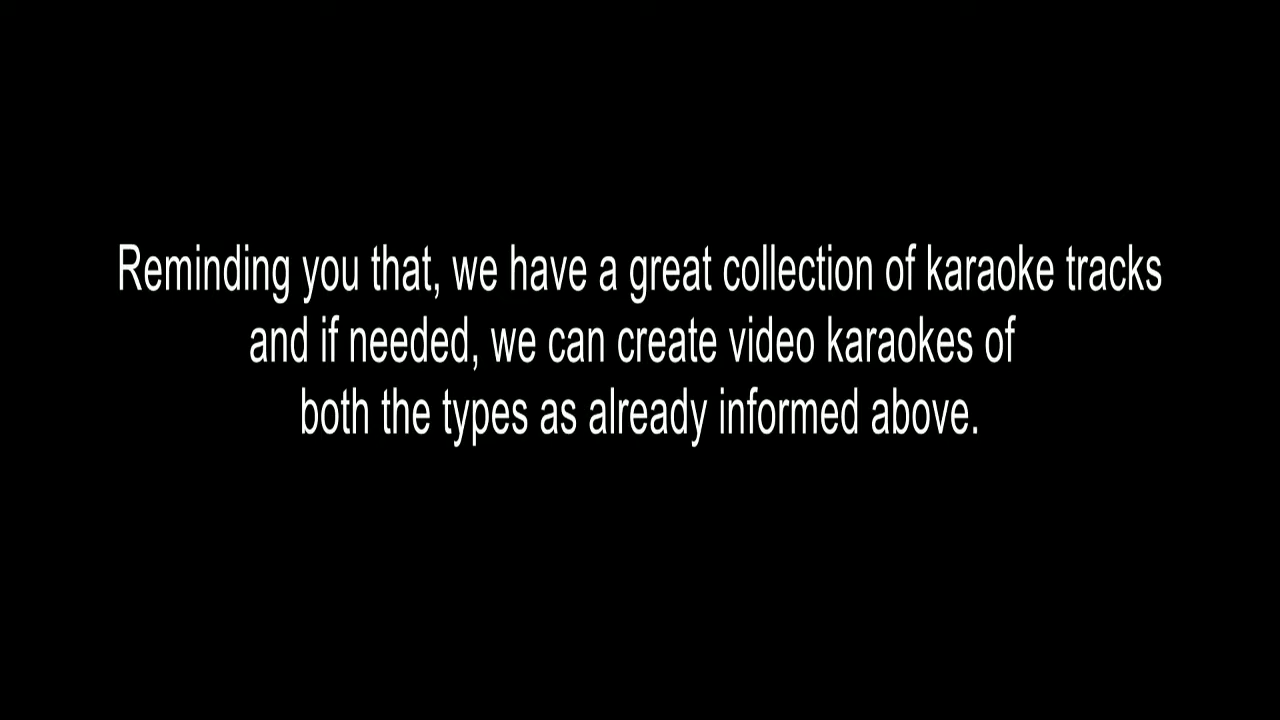 Reminding you that, we have a great collection of karaoke tracks
and if needed, we can create video karaokes of
both the types as already informed above.